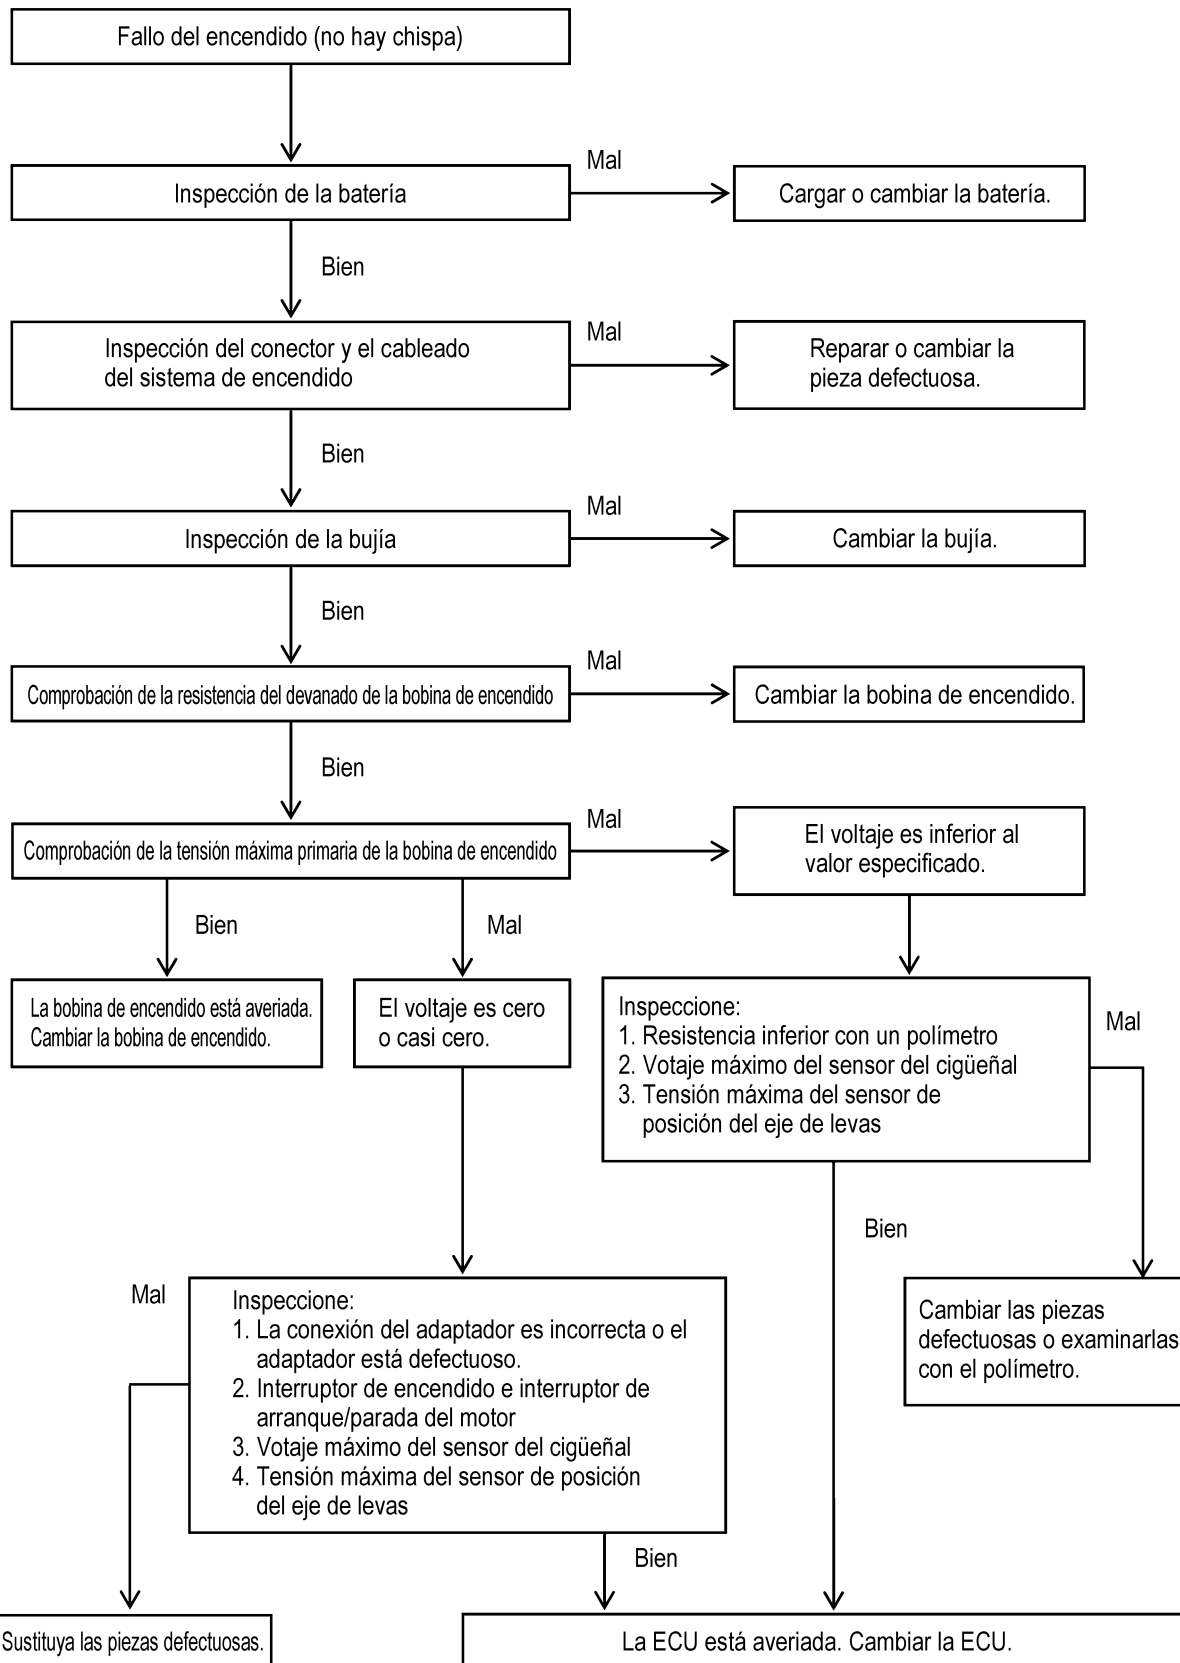 Fallo del encendido (no hay chispa)
Mal
Inspección de la batería
Cargar o cambiar la batería.
Bien
Inspección del conector y el cableado
del sistema de encendido
Mal
Reparar o cambiar la
pieza defectuosa.
Bien
Inspección de la bujía
Mal
Cambiar la bujía.
Bien
Comprobación de la resistencia del devanado de la bobina de encendido
Mal
Cambiar la bobina de encendido.
Bien
Comprobación de la tensión máxima primaria de la bobina de encendido
Mal
El voltaje es inferior al
valor especificado.
Bien
Mal
La bobina de encendido está averiada.
Cambiar la bobina de encendido.
El voltaje es cero
o casi cero.
Inspeccione:
1. Resistencia inferior con un polímetro
2. Votaje máximo del sensor del cigüeñal
3. Tensión máxima del sensor de
posición del eje de levas
Mal
Bien
Cambiar las piezas
defectuosas o examinarlas
con el polímetro.
Mal
Inspeccione:
1. La conexión del adaptador es incorrecta o el
adaptador está defectuoso.
2. Interruptor de encendido e interruptor de
arranque/parada del motor
3. Votaje máximo del sensor del cigüeñal
4. Tensión máxima del sensor de posición
del eje de levas
Bien
Sustituya las piezas defectuosas.
La ECU está averiada. Cambiar la ECU.